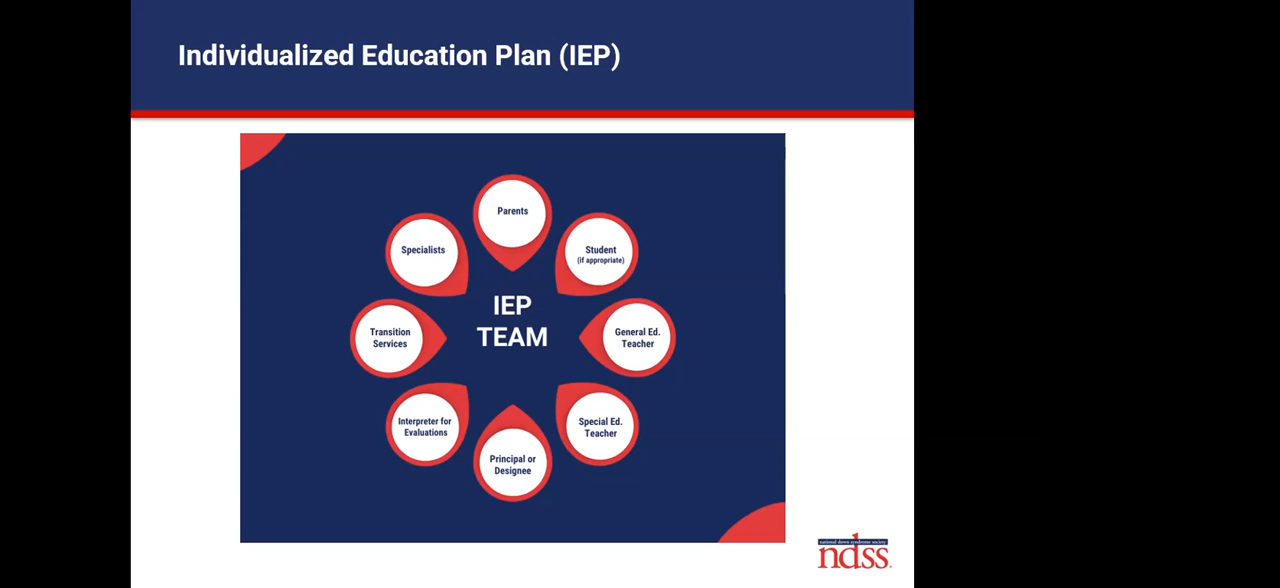 Individualized Education Plan (IEP)
Parents
Student
(if appropriate)
General Ed.
Teacher
Special Ed.
Teacher
Principal or
Designee
Interpreter for
Evaluations
Transition
Services
Specialists
IEP
TEAM
national down syndrome society
ndss.